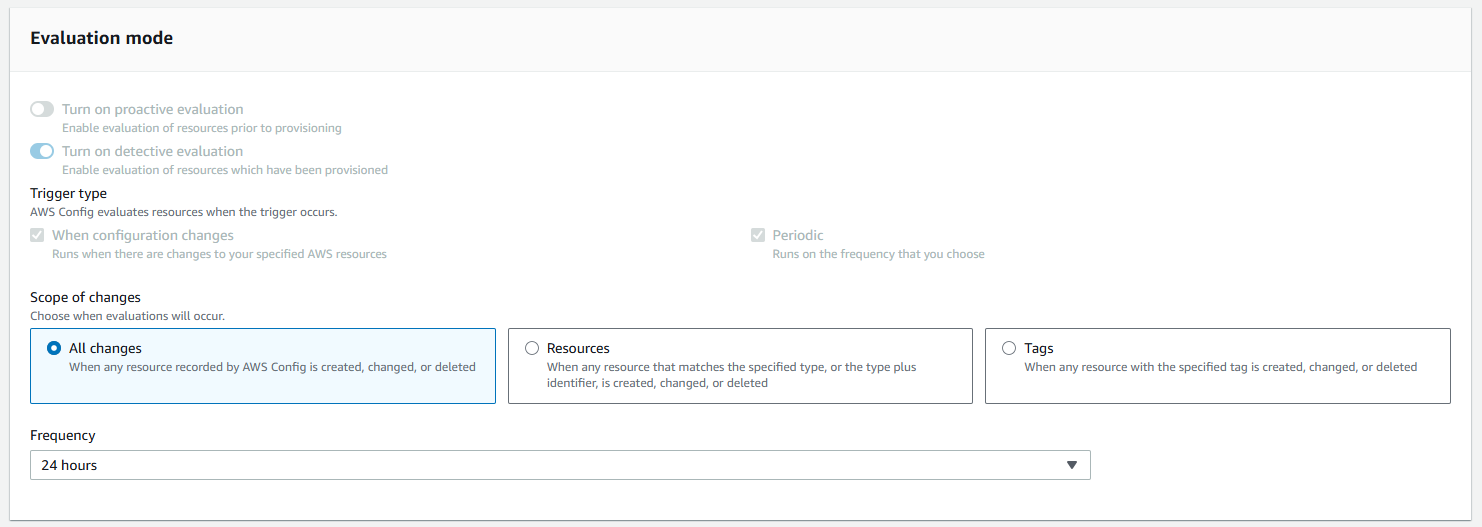 Evaluation mode
Turn on proactive evaluation
Enable evaluation of resources prior to provisioning
Turn on detective evaluation
Enable evaluation of resources which have been provisioned
Trigger type
AWS Config evaluates resources when the trigger occurs.
When configuration changes
Runs when there are changes to your specified AWS resources
Periodic
Runs on the frequency that you choose
Scope of changes
Choose when evaluations will occur.
All changes
When any resource recorded by AWS Config is created, changed, or deleted
Resources
When any resource that matches the specified type, or the type plus
identifier, is created, changed, or deleted
Tags
When any resource with the specified tag is created, changed, or deleted
Frequency
24 hours